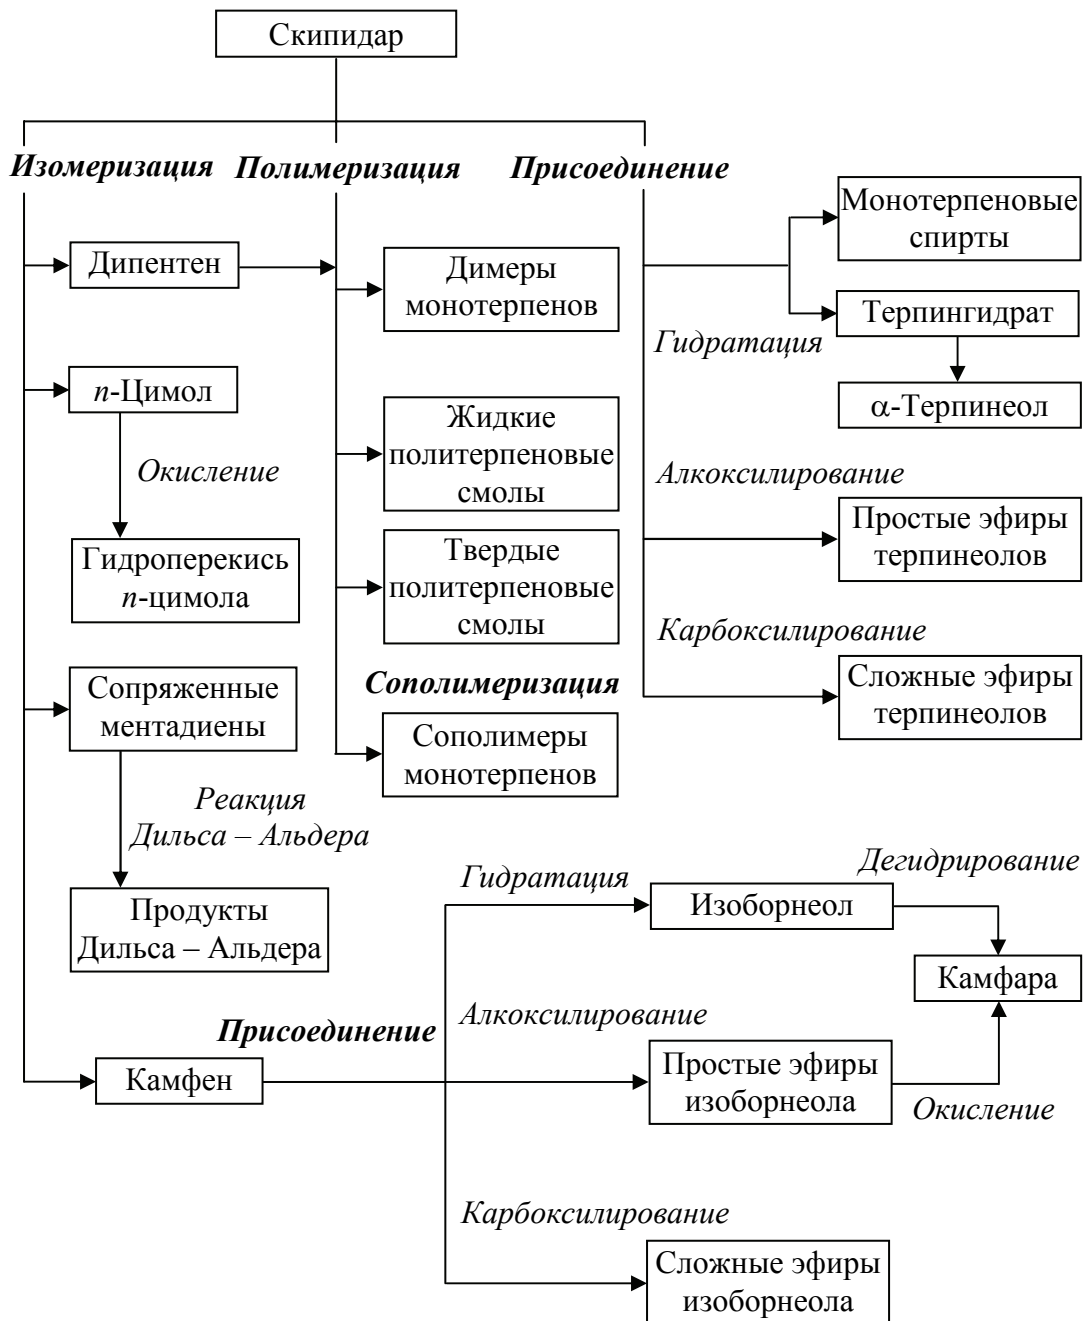 Скипидар
Изомеризация
Полимеризация
Присоединение
Монотерпеновые
спирты
Дипентен
Димеры
монотерпенов
Терпингидрат
Гидратация
n-Цимол
α-Терпинеол
Жидкие
политерпеновые
смолы
Окисление
Алкоксилирование
Простые эфиры
терпинеолов
Гидроперекись
n-цимола
Твердые
политерпеновые
смолы
Карбоксилирование
Сложные эфиры
терпинеолов
Сопряженные
ментадиены
Сополимеризация
Сополимеры
монотерпенов
Реакция
Дильса – Альдера
Продукты
Дильса – Альдера
Гидратация
Изоборнеол
Дегидрирование
Камфара
Присоединение
Алкоксилирование
Камфен
Простые эфиры
изоборнеола
Окисление
Карбоксилирование
Сложные эфиры
изоборнеола